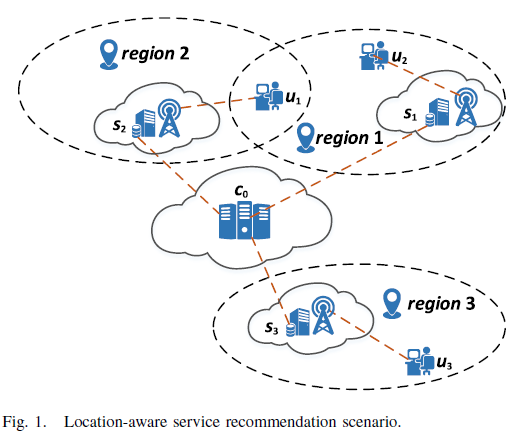 region 2
u2
u1
s2
s1
region 1
c0
region 3
s3
u3
Fig. 1. Location-aware service recommendation scenario.